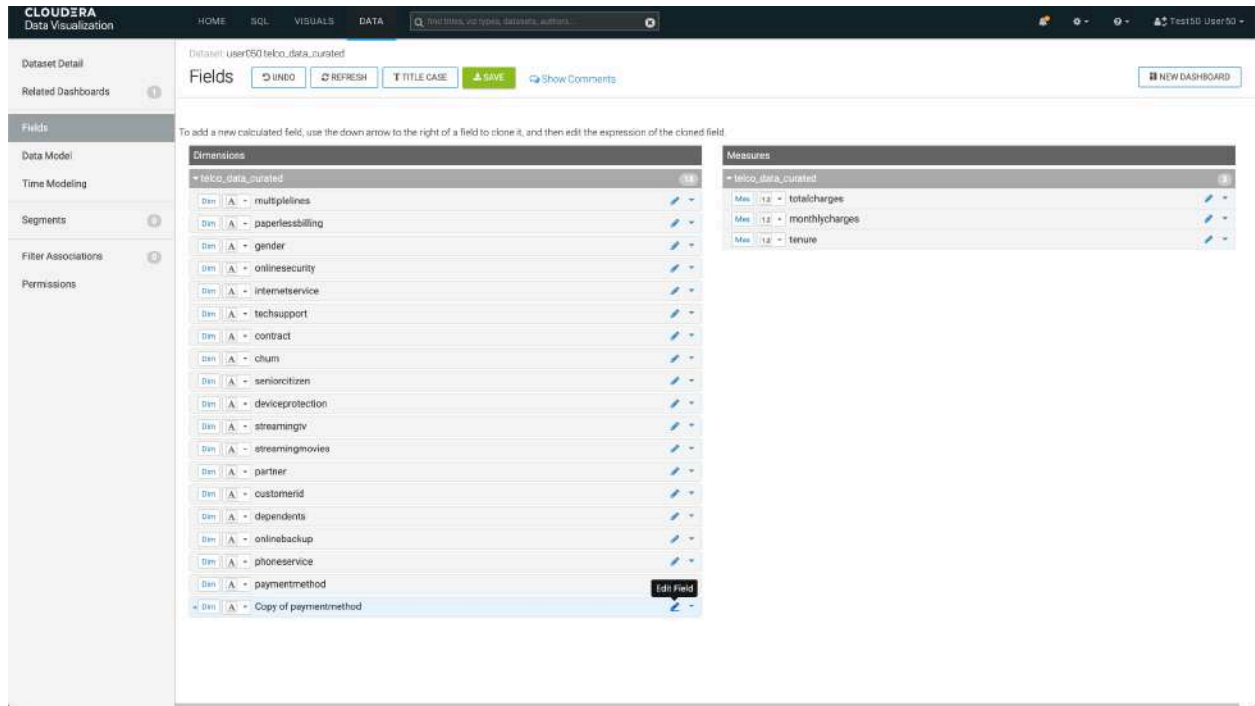 CLOUDERA
Data Visualization
HOME SQL VISUALS DATA
Test50 User50
Dataset Detail
Related Dashboards 1
Fields
Data Model
Time Modeling
Segments 0
Filter Associations 0
Permissions
Dataset: user050 telco_data_curated
Fields UNDO REFRESH T TITLE CASE SAVE Show Comments NEW DASHBOARD
To add a new calculated field, use the down arrow to the right of a field to clone it, and then edit the expression of the cloned field.
Dimensions
telco_data_curated
Dim A multiplelines
Dim A paperlessbilling
Dim A gender
Dim A onlinesecurity
Dim A internetservice
Dim A techsupport
Dim A contract
Dim A churn
Dim A seniorcitizen
Dim A deviceprotection
Dim A streamingtv
Dim A streamingmovies
Dim A partner
Dim A customerid
Dim A dependents
Dim A onlinebackup
Dim A phoneservice
Dim A paymentmethod
Edit Field
Dim A Copy of paymentmethod
Measures
telco_data_curated 3
Mes 1.2 totalcharges
Mes 1.2 monthlycharges
Mes 1.2 tenure